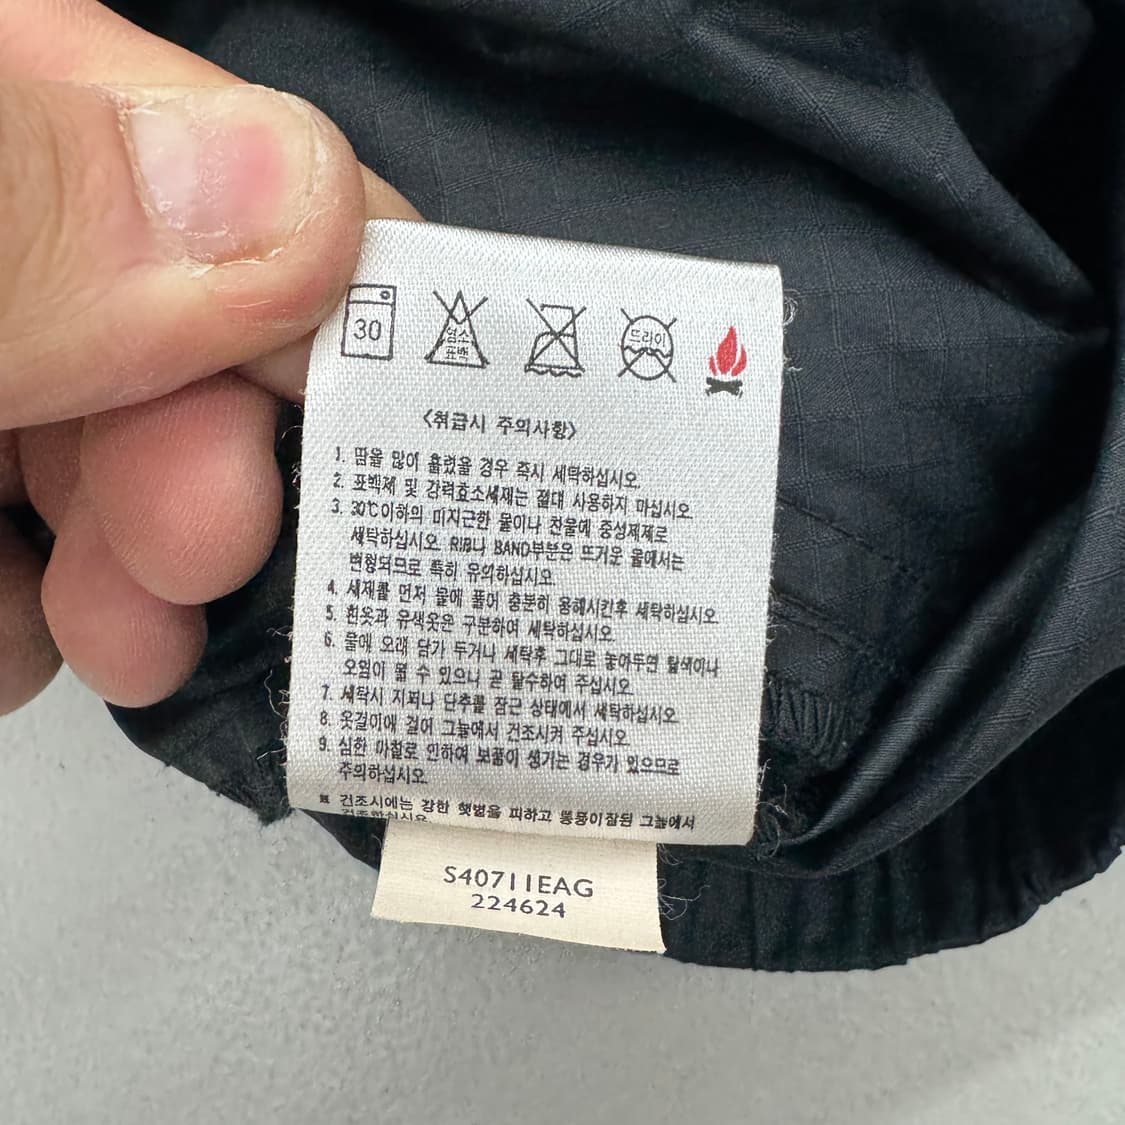 30
염소
표백
드라이
<취급시 주의사항>
1. 땀을 많이 흘렸을 경우 즉시 세탁하십시오.
2. 표백제 및 강력효소세제는 절대 사용하지 마십시오.
3. 30℃이하의 미지근한 물이나 찬물에 중성제제로
세탁하십시오. RIB나 BAND부분은 뜨거운 물에서는
변형되므로 특히 유의하십시오.
4. 세제를 먼저 물에 풀어 충분히 용해시킨후 세탁하십시오.
5. 흰옷과 유색옷은 구분하여 세탁하십시오.
6. 물에 오래 담가 두거나 세탁후 그대로 놓아두면 탈색이나
오염이 될 수 있으니 곧 탈수하여 주십시오.
7. 세탁시 지퍼나 단추를 잠근 상태에서 세탁하십시오.
8. 옷걸이에 걸어 그늘에서 건조시켜 주십시오.
9. 심한 마찰로 인하여 보풀이 생기는 경우가 있으므로
주의하십시오.
※ 건조시에는 강한 햇볕을 피하고 통풍이잘된 그늘에서
S40711EAG
224624